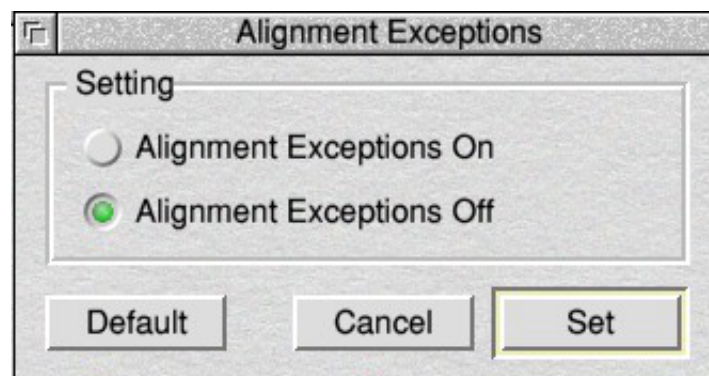 Alignment Exceptions
Setting
Alignment Exceptions On
Alignment Exceptions Off
Default Cancel Set